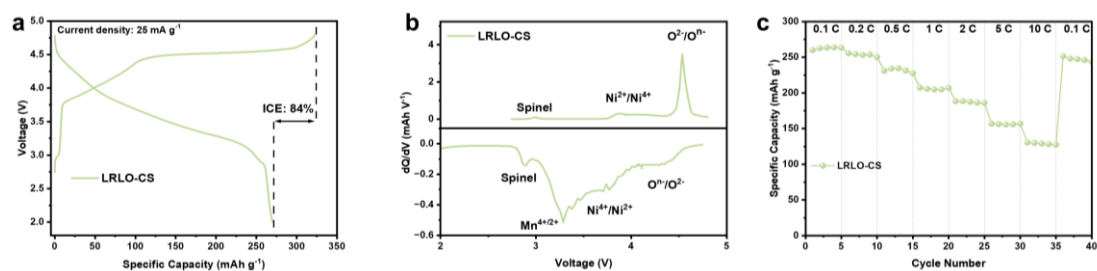 a
Current density: 25 mA g⁻¹
ICE: 84%
LRLO-CS
5.0
4.5
4.0
3.5
3.0
2.5
2.0
Voltage (V)
0 50 100 150 200 250 300 350
Specific Capacity (mAh g⁻¹)
b
LRLO-CS
O²⁻/Oⁿ⁻
Ni²⁺/Ni⁴⁺
Spinel
4
2
0
0.0
−0.2
−0.4
−0.6
dQ/dV (mAh V⁻¹)
Spinel
Oⁿ⁻/O²⁻
Ni⁴⁺/Ni²⁺
Mn⁴⁺/²⁺
2 3 4 5
Voltage (V)
c
0.1 C 0.2 C 0.5 C 1 C 2 C 5 C 10 C 0.1 C
LRLO-CS
300
250
200
150
100
50
0
Specific Capacity (mAh g⁻¹)
0 5 10 15 20 25 30 35 40
Cycle Number